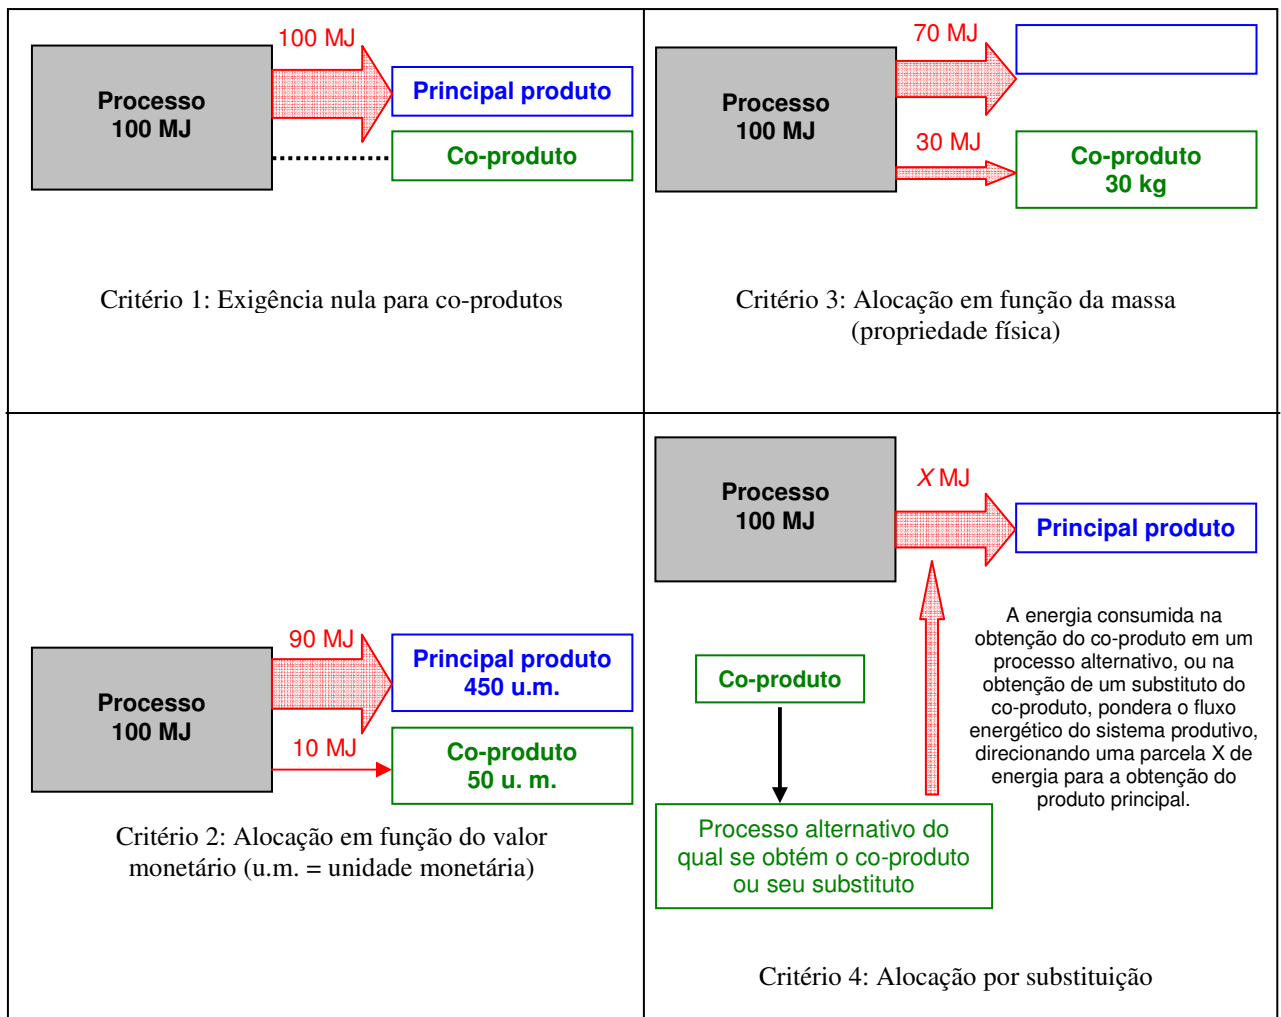 100 MJ
Processo
100 MJ
Principal produto
Co-produto
Critério 1: Exigência nula para co-produtos
70 MJ
Processo
100 MJ
30 MJ
Co-produto
30 kg
Critério 3: Alocação em função da massa
(propriedade física)
90 MJ
Processo
100 MJ
Principal produto
450 u.m.
10 MJ
Co-produto
50 u. m.
Critério 2: Alocação em função do valor
monetário (u.m. = unidade monetária)
X MJ
Processo
100 MJ
Principal produto
A energia consumida na
obtenção do co-produto em um
processo alternativo, ou na
obtenção de um substituto do
co-produto, pondera o fluxo
energético do sistema produtivo,
direcionando uma parcela X de
energia para a obtenção do
produto principal.
Co-produto
Processo alternativo do
qual se obtém o co-produto
ou seu substituto
Critério 4: Alocação por substituição